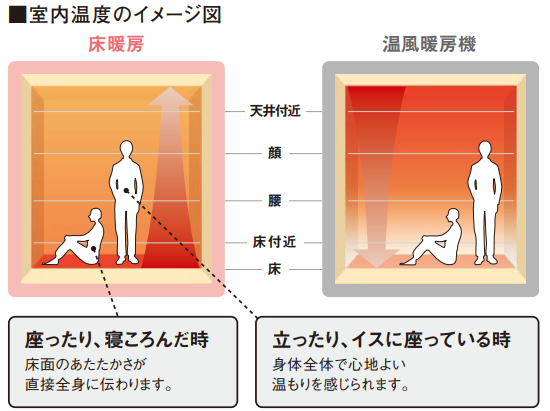 ■室内温度のイメージ図
床暖房
温風暖房機
天井付近
顔
腰
床付近
床
座ったり、寝ころんだ時
床面のあたたかさが
直接全身に伝わります。
立ったり、イスに座っている時
身体全体で心地よい
温もりを感じられます。